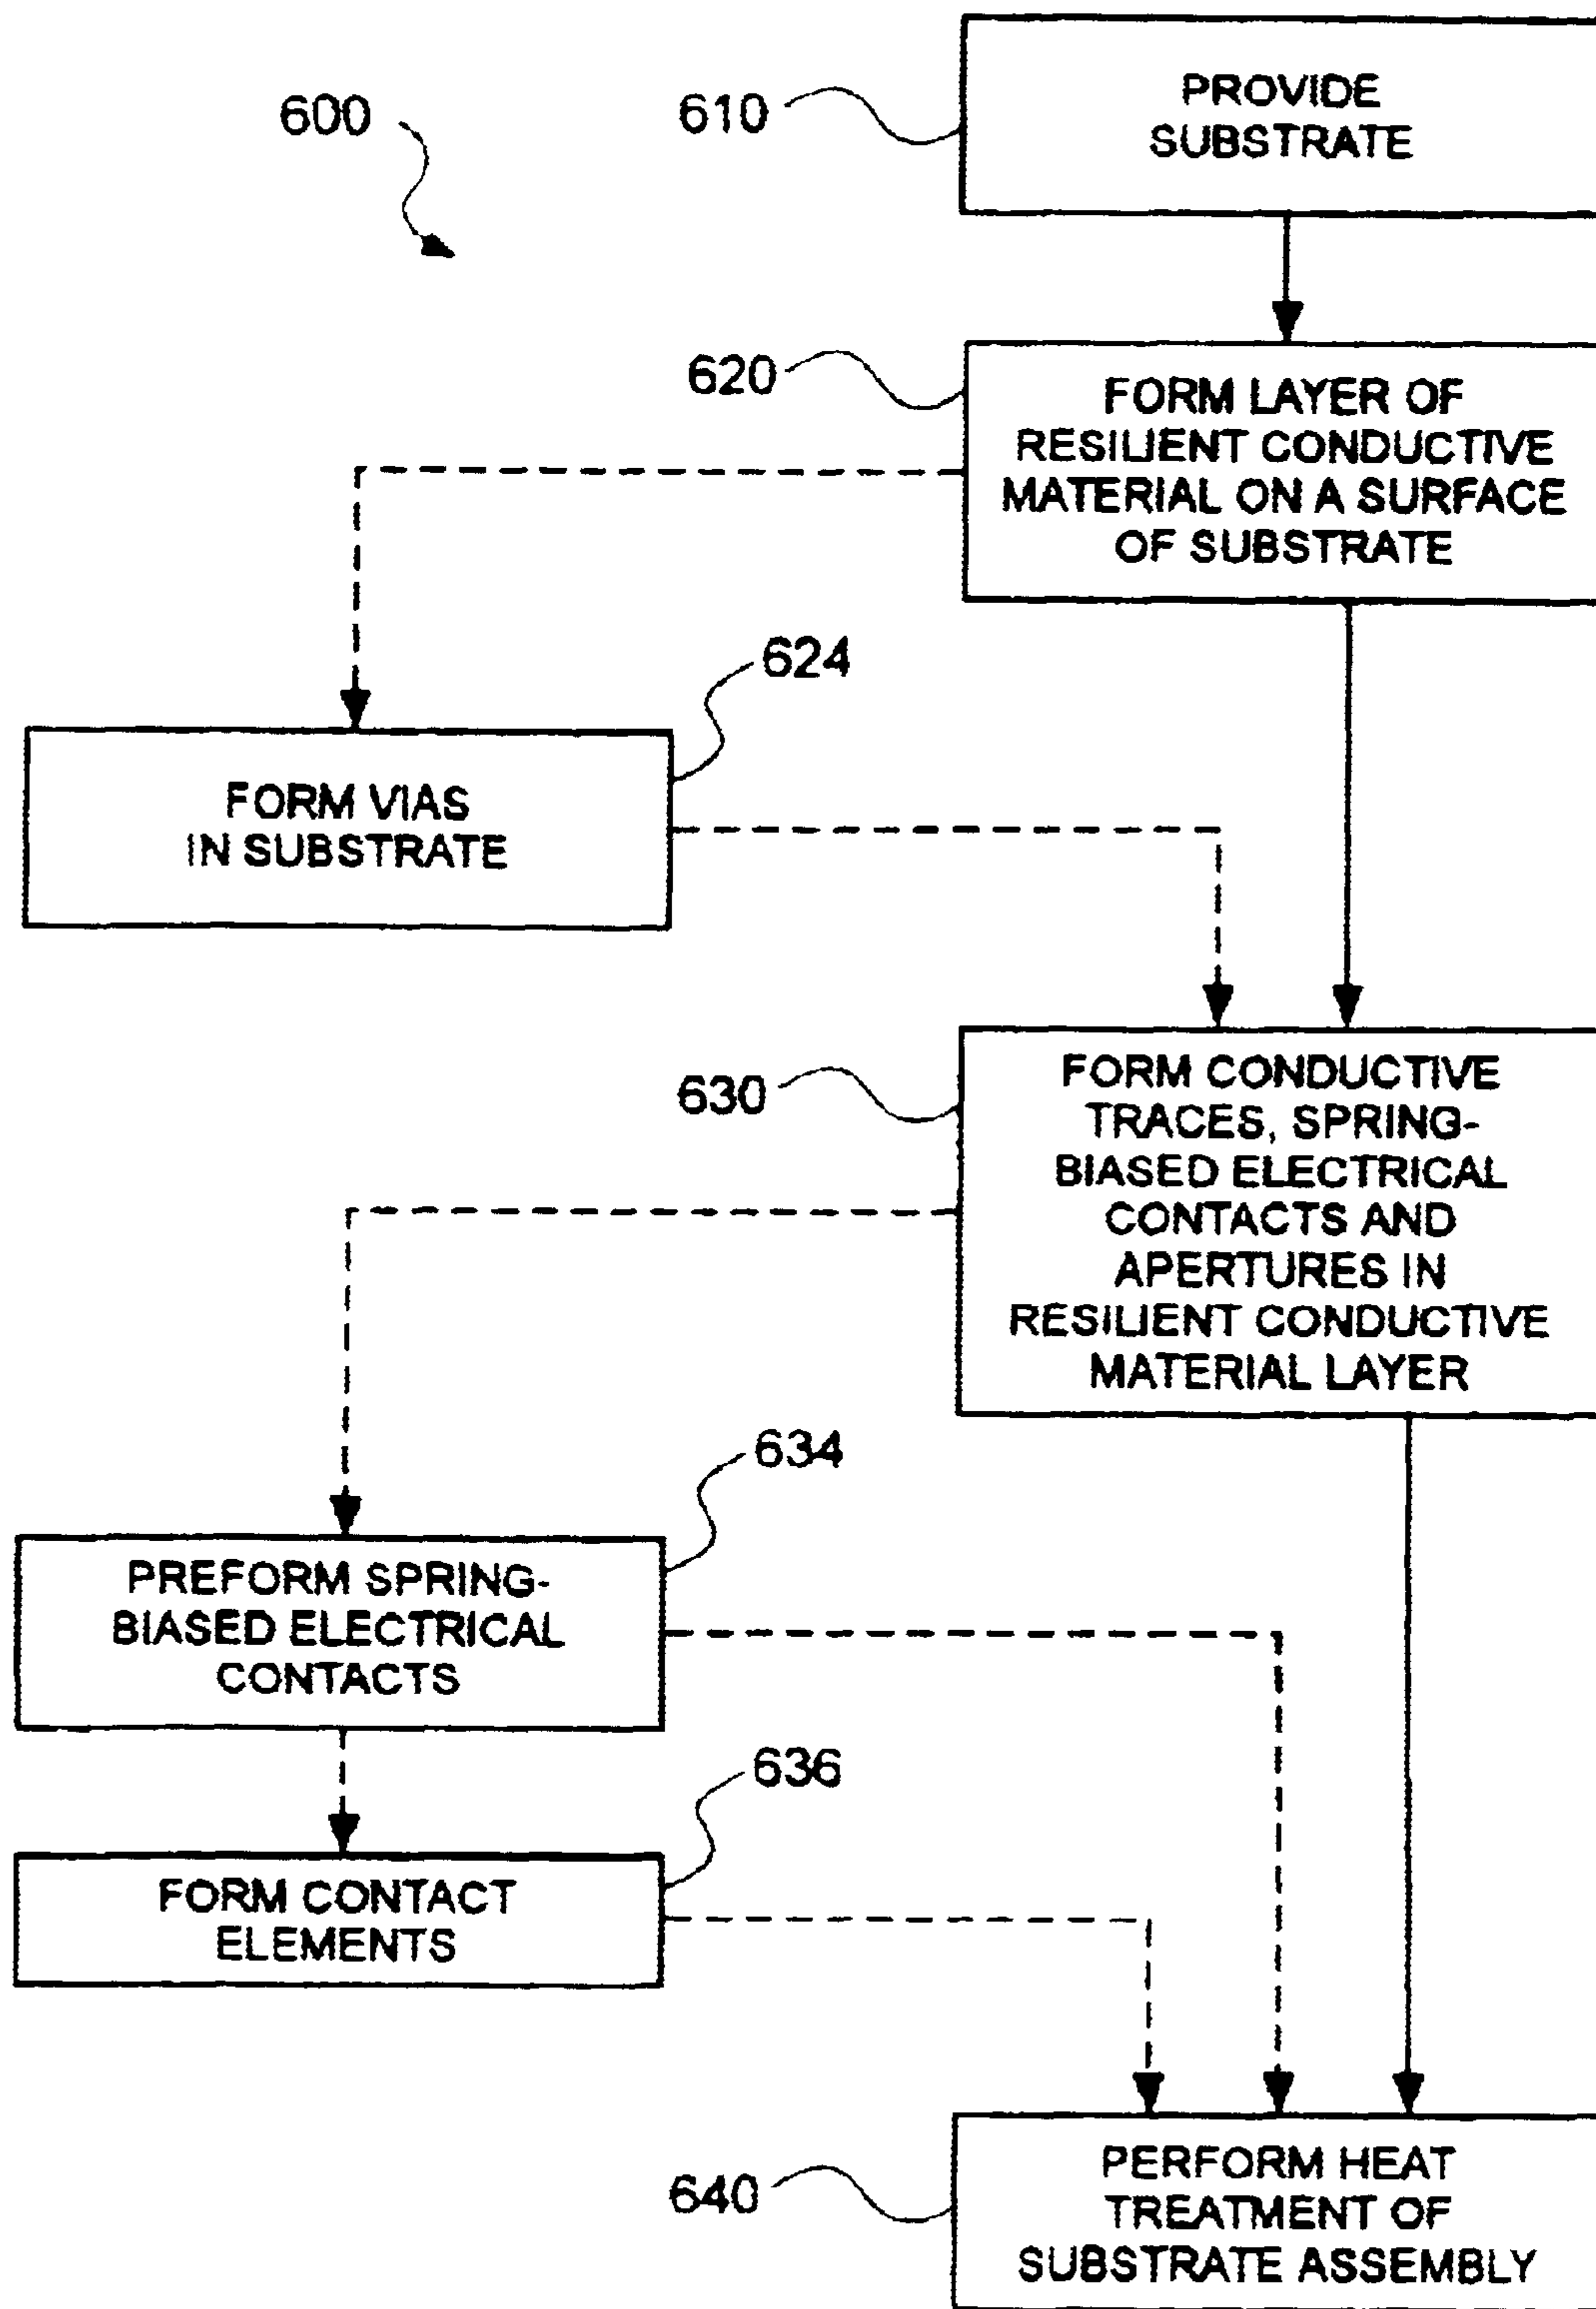 600
610
PROVIDE
SUBSTRATE
620
FORM LAYER OF
RESILIENT CONDUCTIVE
MATERIAL ON A SURFACE
OF SUBSTRATE
624
FORM VIAS
IN SUBSTRATE
630
FORM CONDUCTIVE
TRACES, SPRING-
BIASED ELECTRICAL
CONTACTS AND
APERTURES IN
RESILIENT CONDUCTIVE
MATERIAL LAYER
634
PREFORM SPRING-
BIASED ELECTRICAL
CONTACTS
636
FORM CONTACT
ELEMENTS
640
PERFORM HEAT
TREATMENT OF
SUBSTRATE ASSEMBLY